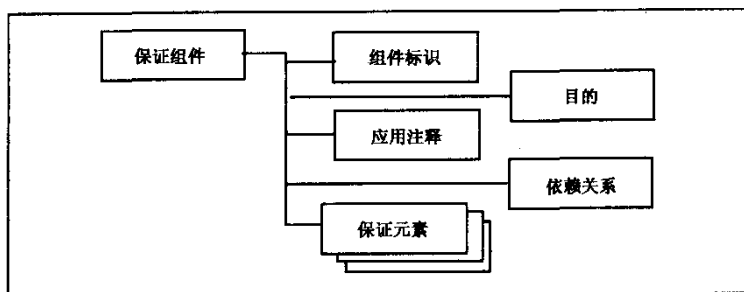 保证组件
组件标识
目的
应用注释
依赖关系
保证元素